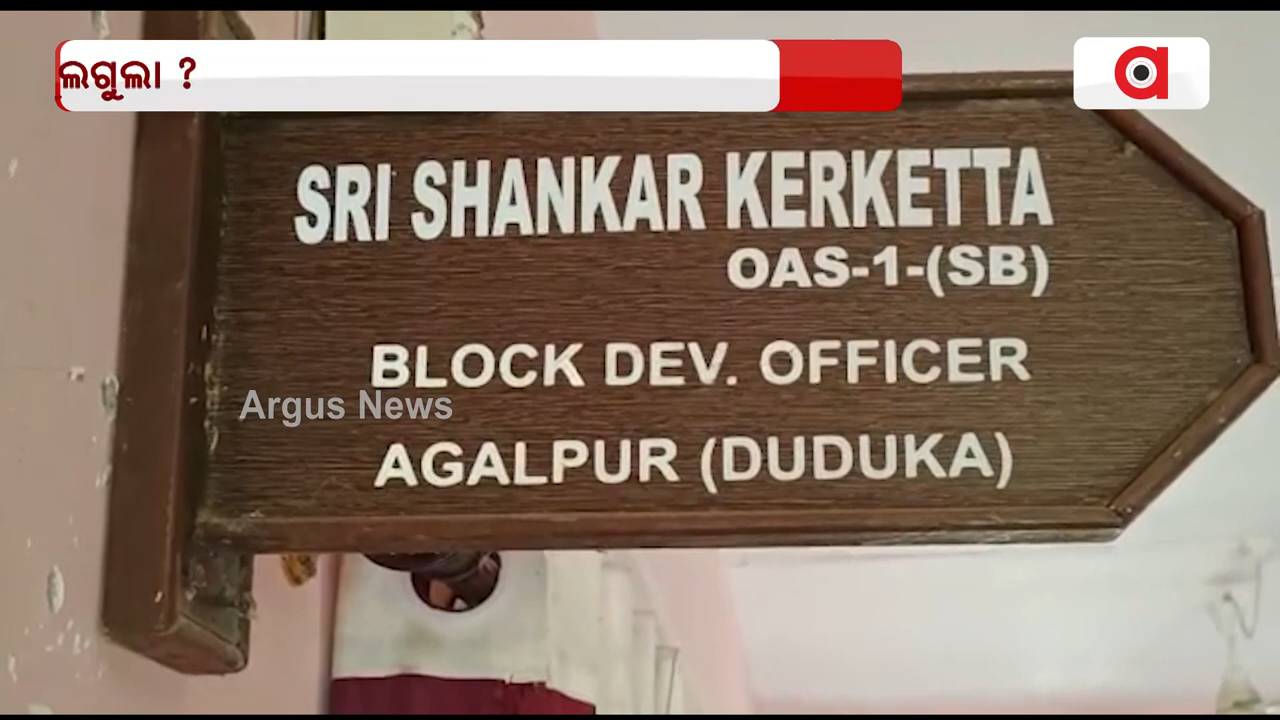 ଲଗୁଲା ?
SRI SHANKAR KERKETTA
OAS-1-(SB)
BLOCK DEV. OFFICER
Argus News
AGALPUR (DUDUKA)